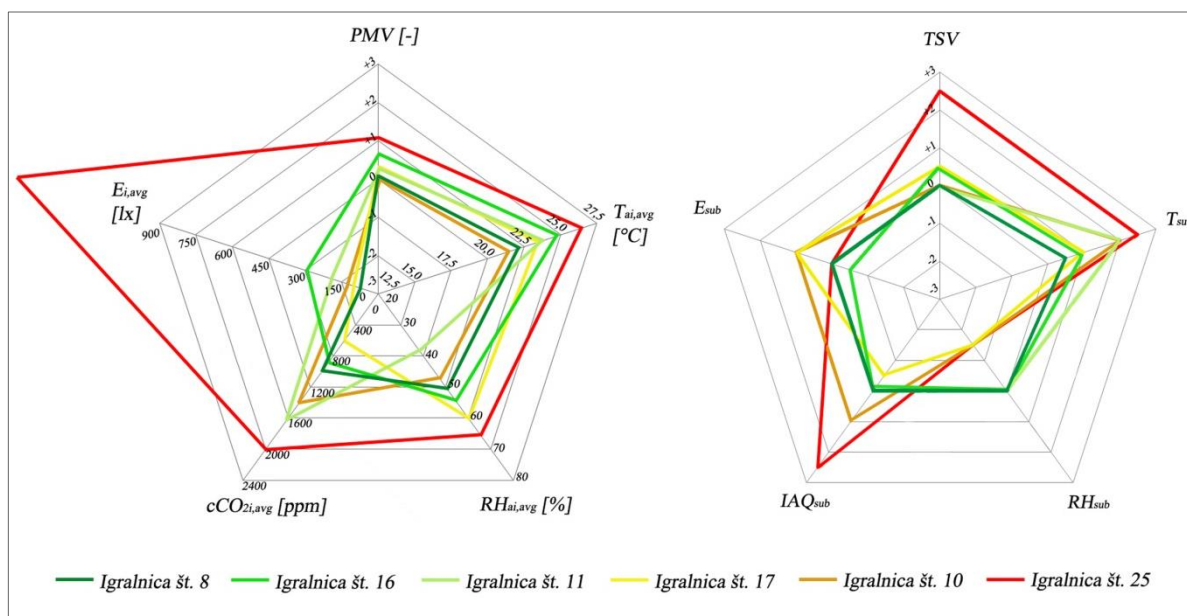 PMV [-]
+3
+2
+1
0
-1
-2
-3
Ei,avg
[lx]
900
750
600
450
300
150
0
Tai,avg
[°C]
27,5
25,0
22,5
20,0
17,5
15,0
12,5
20
30
40
50
60
70
80
RHai,avg [%]
0
400
800
1200
1600
2000
2400
cCO2i,avg [ppm]
TSV
+3
+2
+1
0
-1
-2
-3
Esub
Tsu
IAQsub
RHsub
Igralnica št. 8
Igralnica št. 16
Igralnica št. 11
Igralnica št. 17
Igralnica št. 10
Igralnica št. 25